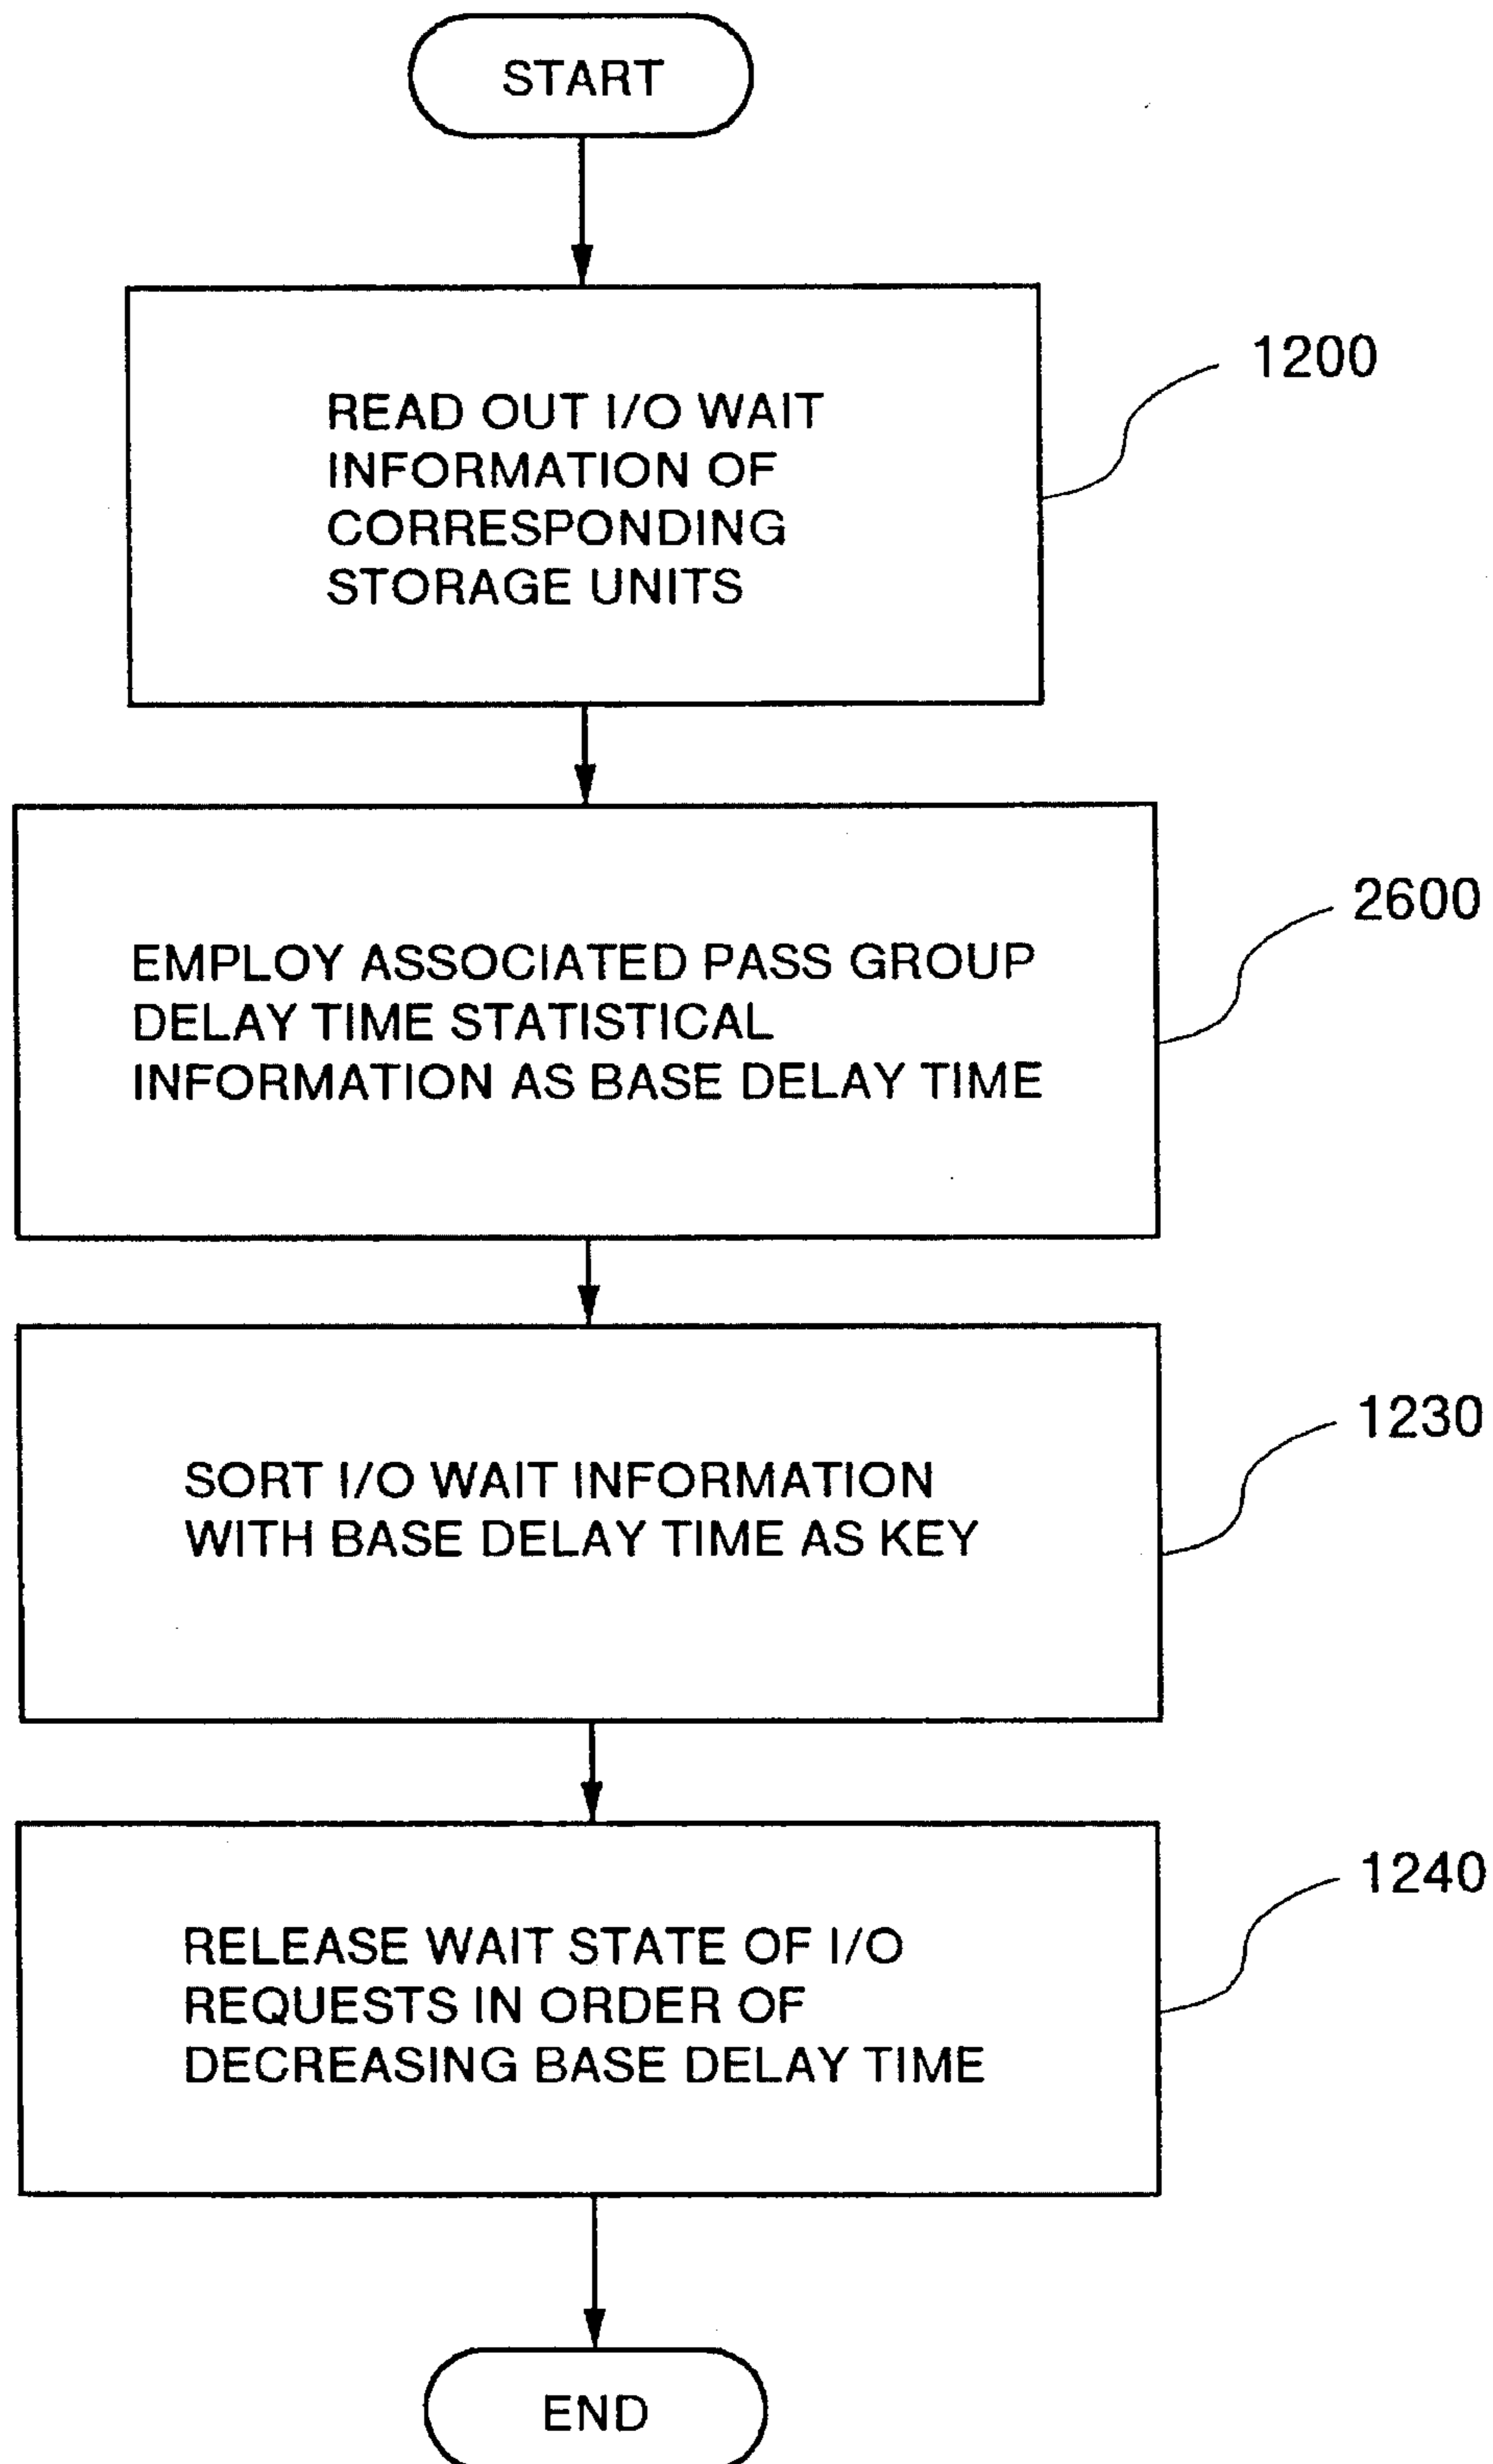 START
READ OUT I/O WAIT
INFORMATION OF
CORRESPONDING
STORAGE UNITS
1200
EMPLOY ASSOCIATED PASS GROUP
DELAY TIME STATISTICAL
INFORMATION AS BASE DELAY TIME
2600
SORT I/O WAIT INFORMATION
WITH BASE DELAY TIME AS KEY
1230
RELEASE WAIT STATE OF I/O
REQUESTS IN ORDER OF
DECREASING BASE DELAY TIME
1240
END